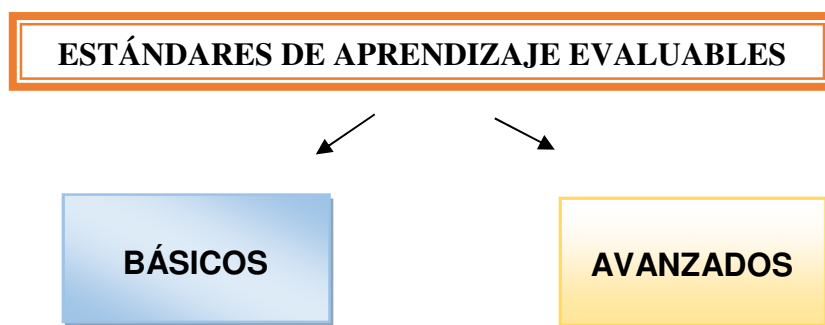 ESTÁNDARES DE APRENDIZAJE EVALUABLES
BÁSICOS
AVANZADOS